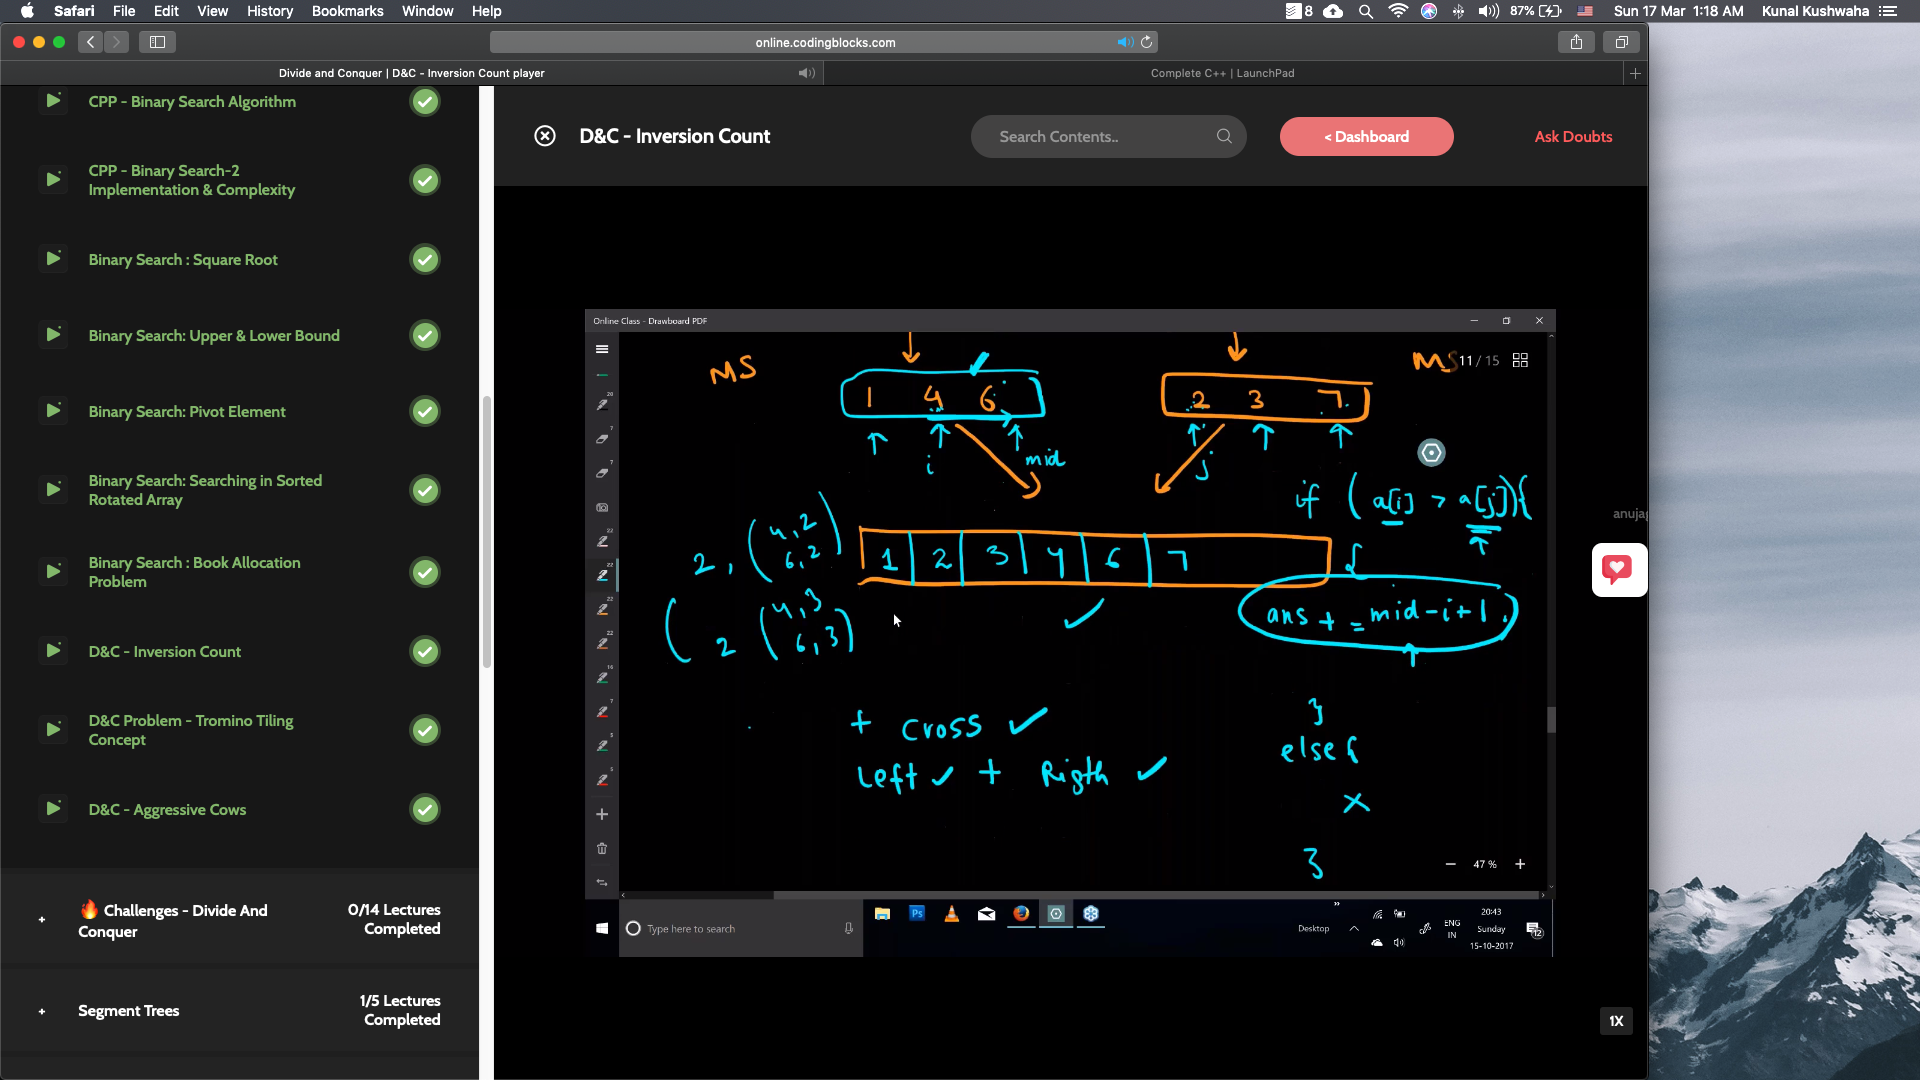 Safari File Edit View History Bookmarks Window Help
8 87% Sun 17 Mar 1:18 AM Kunal Kushwaha
online.codingblocks.com
Divide and Conquer | D&C - Inversion Count player
Complete C++ | LaunchPad
CPP - Binary Search Algorithm
CPP - Binary Search-2
Implementation & Complexity
Binary Search : Square Root
Binary Search: Upper & Lower Bound
Binary Search: Pivot Element
Binary Search: Searching in Sorted
Rotated Array
Binary Search : Book Allocation
Problem
D&C - Inversion Count
D&C Problem - Tromino Tiling
Concept
D&C - Aggressive Cows
Challenges - Divide And
Conquer
0/14 Lectures
Completed
Segment Trees
1/5 Lectures
Completed
D&C - Inversion Count
Search Contents..
< Dashboard
Ask Doubts
Online Class - Drawboard PDF
MS
1 4 6
2 3 7
MS
11 / 15
i
mid
j
if (a[i] > a[j]){
anujag
2, (4,2
6,2)
1 2 3 4 6 7
(2 (4,3
6,3)
ans += mid-i+1.
+ cross
Left + Rigth
}
else {
x
}
47 %
Type here to search
Desktop
ENG
IN
20:43
Sunday
15-10-2017
12
1X